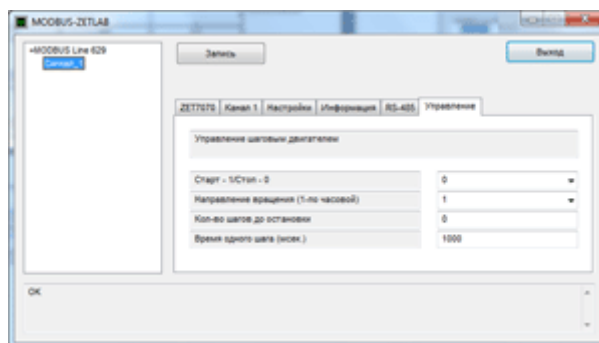 MODBUS-ZETLAB
MODBUS Line 629
Сигнал_1
Запись
Выход
ZET7070 Канал 1 Настройки Информация RS-485 Управление
Управление шаговым двигателем
Старт - 1/Стоп - 0 0
Направление вращения (1-по часовой) 1
Кол-во шагов до остановки 0
Время одного шага (мсек.) 1000
OK